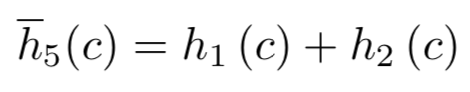 h̅₅(c) = h₁ (c) + h₂ (c)